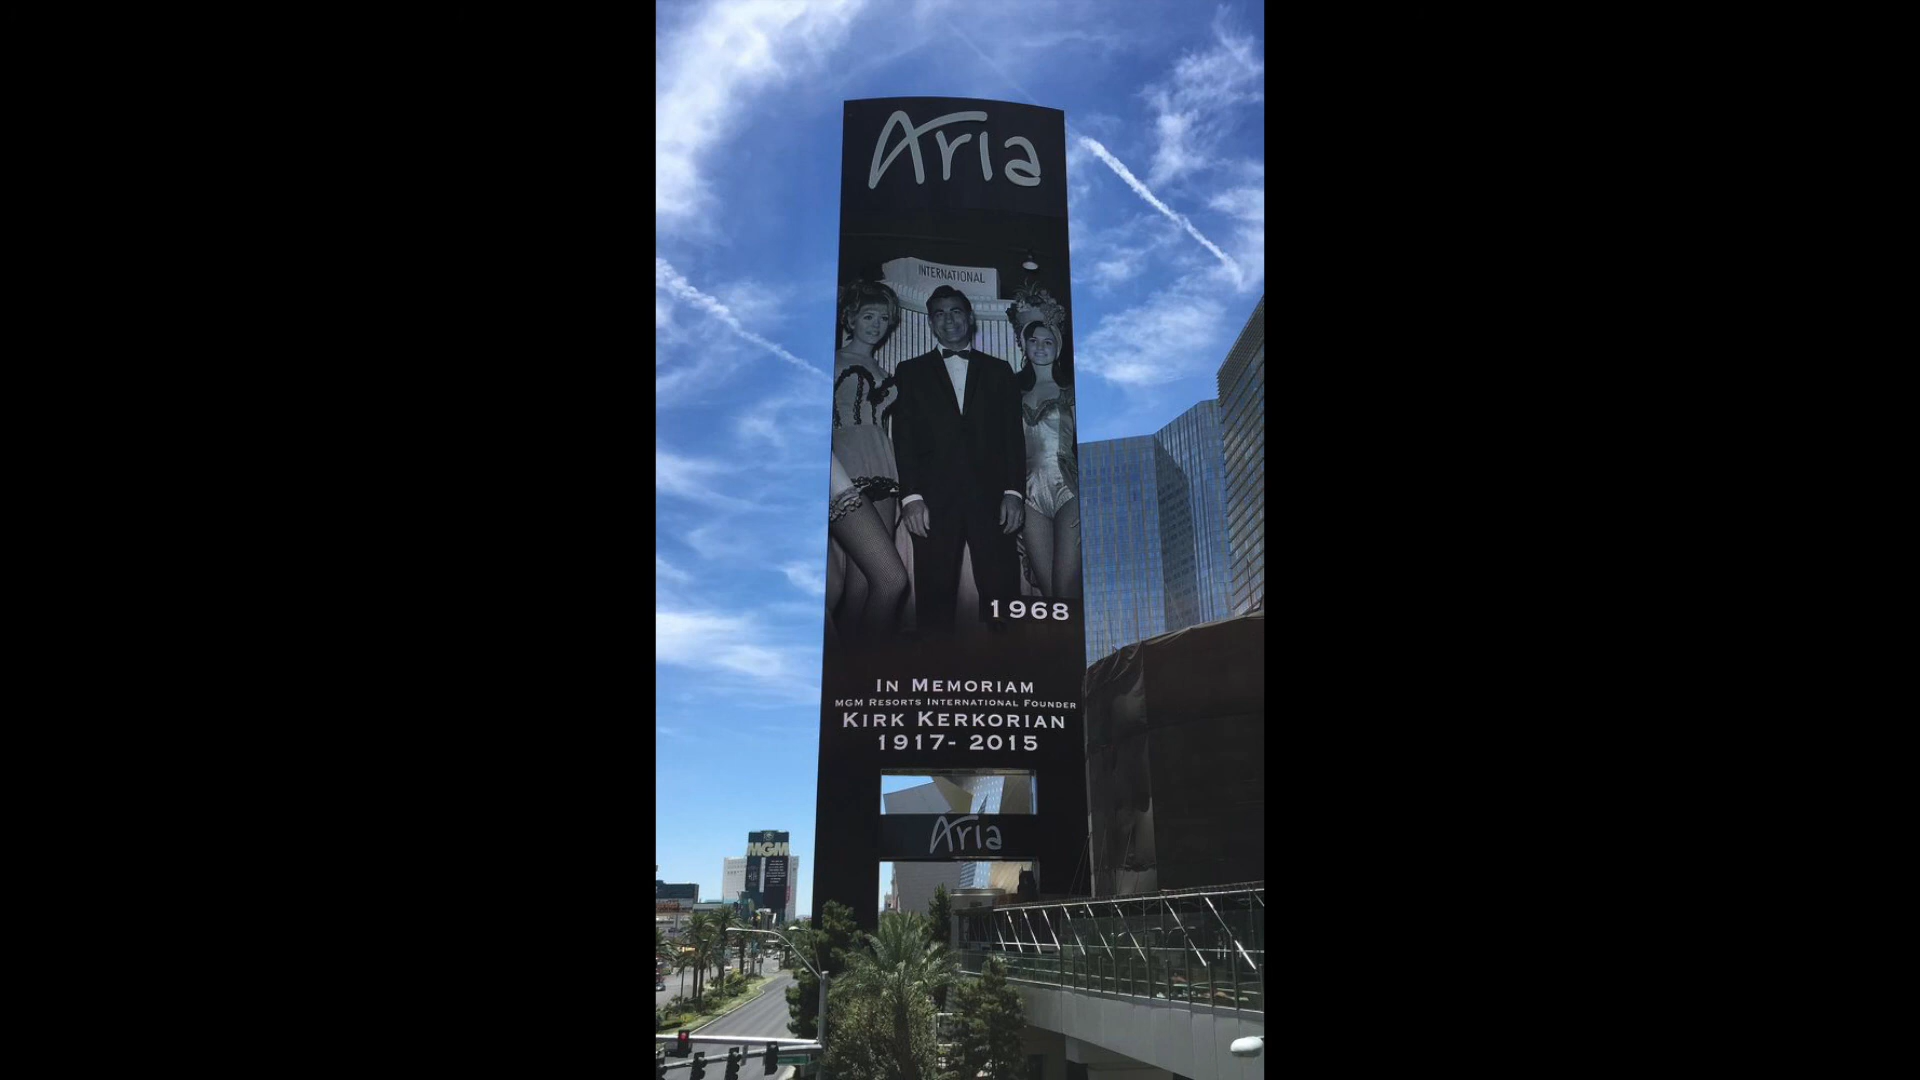 Aria
INTERNATIONAL
1968
IN MEMORIAM
MGM RESORTS INTERNATIONAL FOUNDER
KIRK KERKORIAN
1917- 2015
Aria
MGM